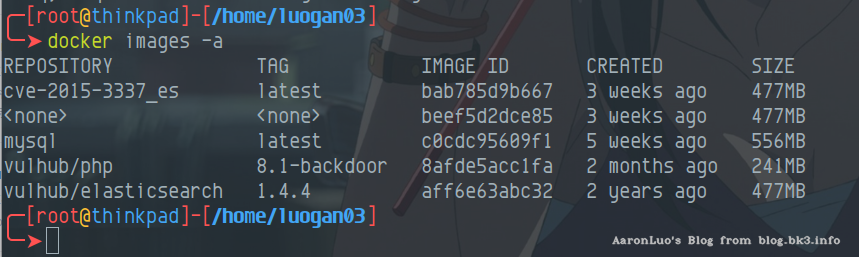 [root@thinkpad]-[/home/luogan03]
docker images -a
REPOSITORY TAG IMAGE ID CREATED SIZE
cve-2015-3337_es latest bab785d9b667 3 weeks ago 477MB
<none> <none> beef5d2dce85 3 weeks ago 477MB
mysql latest c0cdc95609f1 5 weeks ago 556MB
vulhub/php 8.1-backdoor 8afde5acc1fa 2 months ago 241MB
vulhub/elasticsearch 1.4.4 aff6e63abc32 2 years ago 477MB
[root@thinkpad]-[/home/luogan03]
AaronLuo's Blog from blog.bk3.info